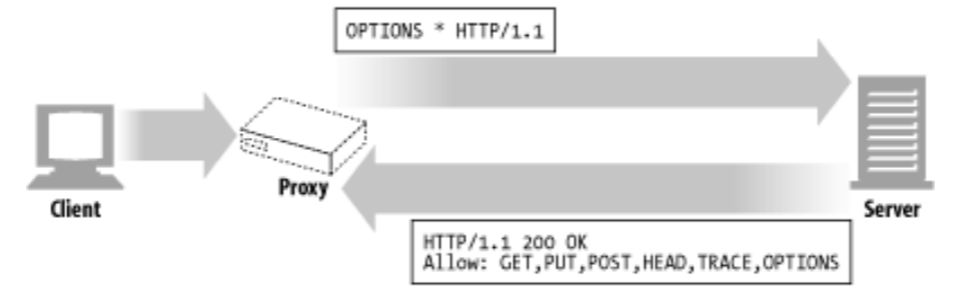 OPTIONS * HTTP/1.1
Client
Proxy
Server
HTTP/1.1 200 OK
Allow: GET,PUT,POST,HEAD,TRACE,OPTIONS